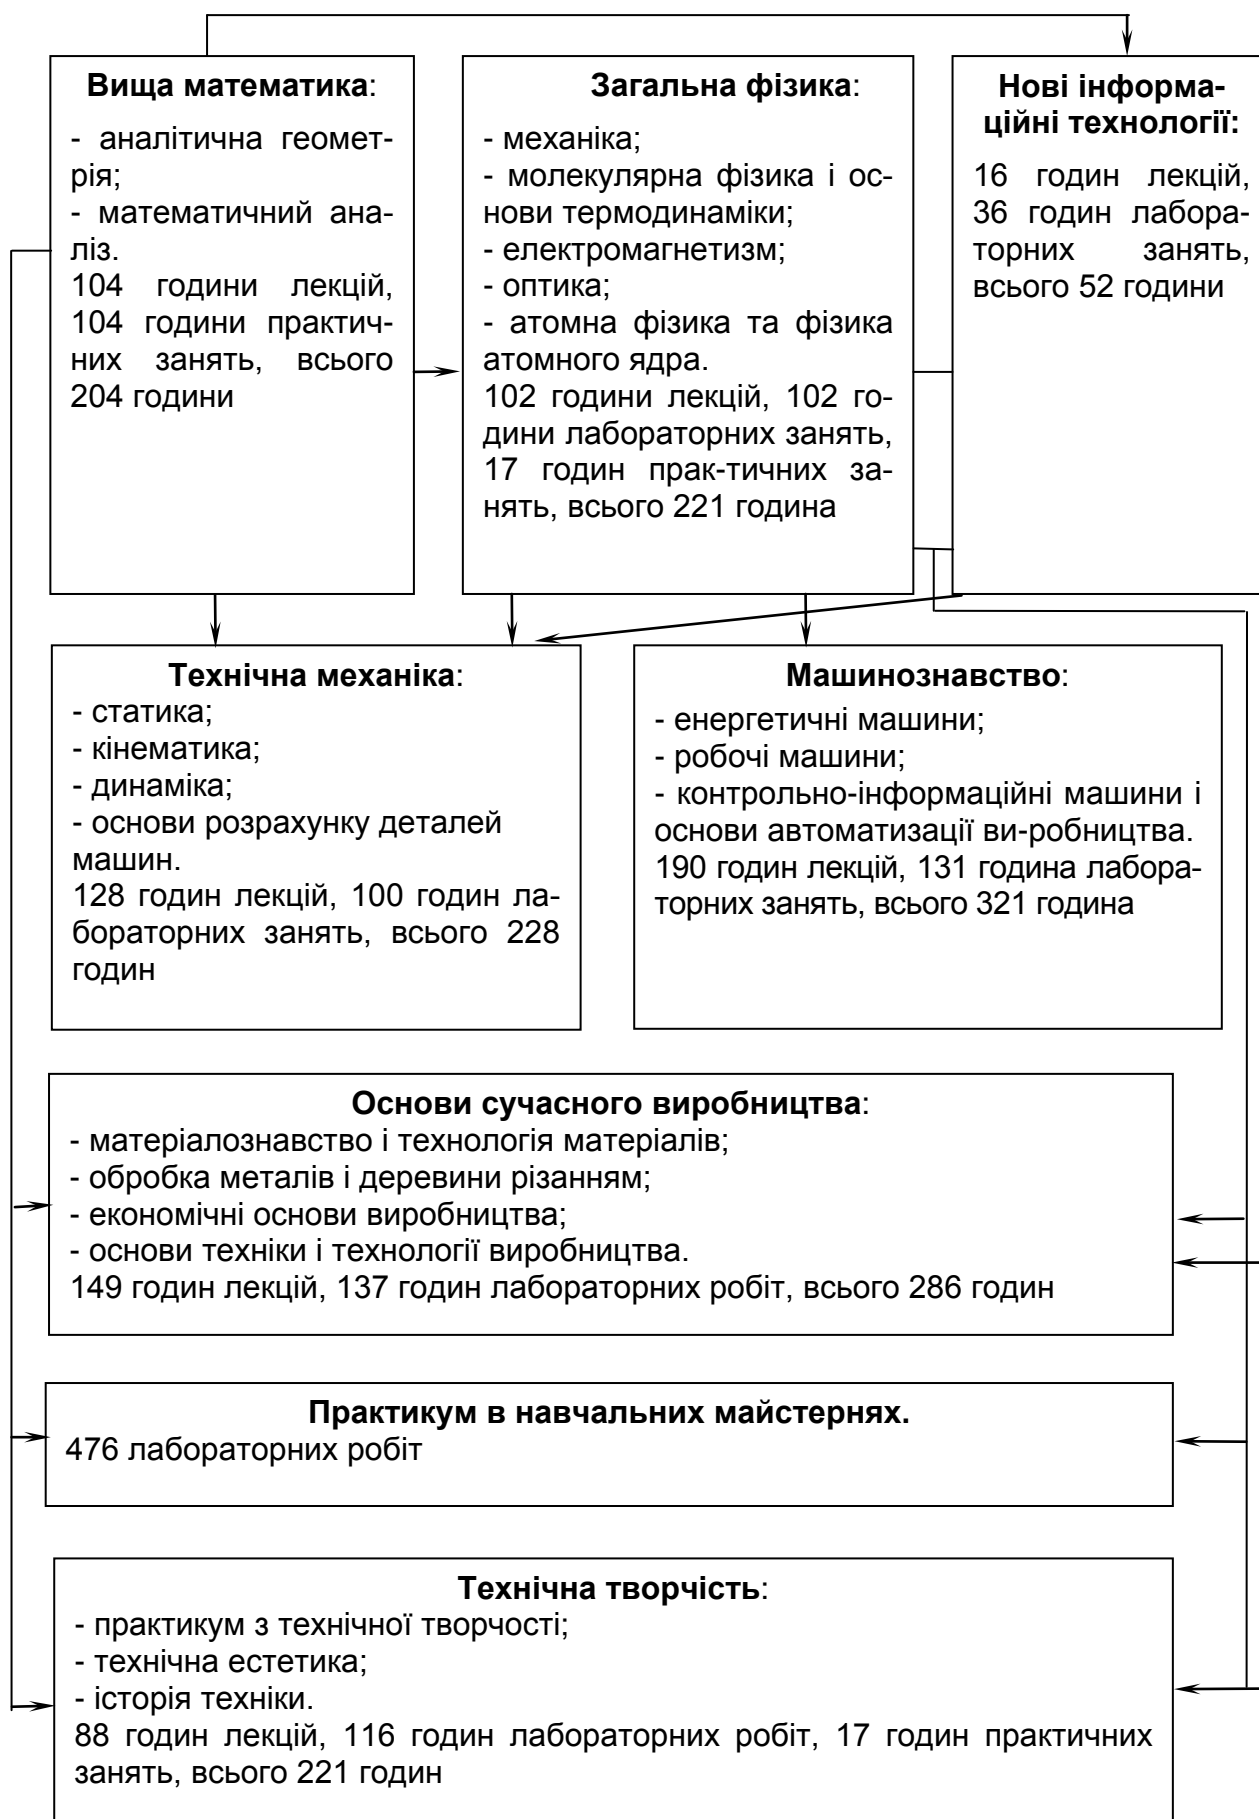 Вища математика:
- аналітична геомет-
рія;
- математичний ана-
ліз.
104 години лекцій,
104 години практич-
них занять, всього
204 години
Загальна фізика:
- механіка;
- молекулярна фізика і ос-
нови термодинаміки;
- електромагнетизм;
- оптика;
- атомна фізика та фізика
атомного ядра.
102 години лекцій, 102 го-
дини лабораторних занять,
17 годин прак-тичних за-
нять, всього 221 година
Нові інформа-
ційні технології:
16 годин лекцій,
36 годин лабора-
торних занять,
всього 52 години
Технічна механіка:
- статика;
- кінематика;
- динаміка;
- основи розрахунку деталей
машин.
128 годин лекцій, 100 годин ла-
бораторних занять, всього 228
годин
Машинознавство:
- енергетичні машини;
- робочі машини;
- контрольно-інформаційні машини і
основи автоматизації ви-робництва.
190 годин лекцій, 131 година лабора-
торних занять, всього 321 година
Основи сучасного виробництва:
- матеріалознавство і технологія матеріалів;
- обробка металів і деревини різанням;
- економічні основи виробництва;
- основи техніки і технології виробництва.
149 годин лекцій, 137 годин лабораторних робіт, всього 286 годин
Практикум в навчальних майстернях.
476 лабораторних робіт
Технічна творчість:
- практикум з технічної творчості;
- технічна естетика;
- історія техніки.
88 годин лекцій, 116 годин лабораторних робіт, 17 годин практичних
занять, всього 221 годин